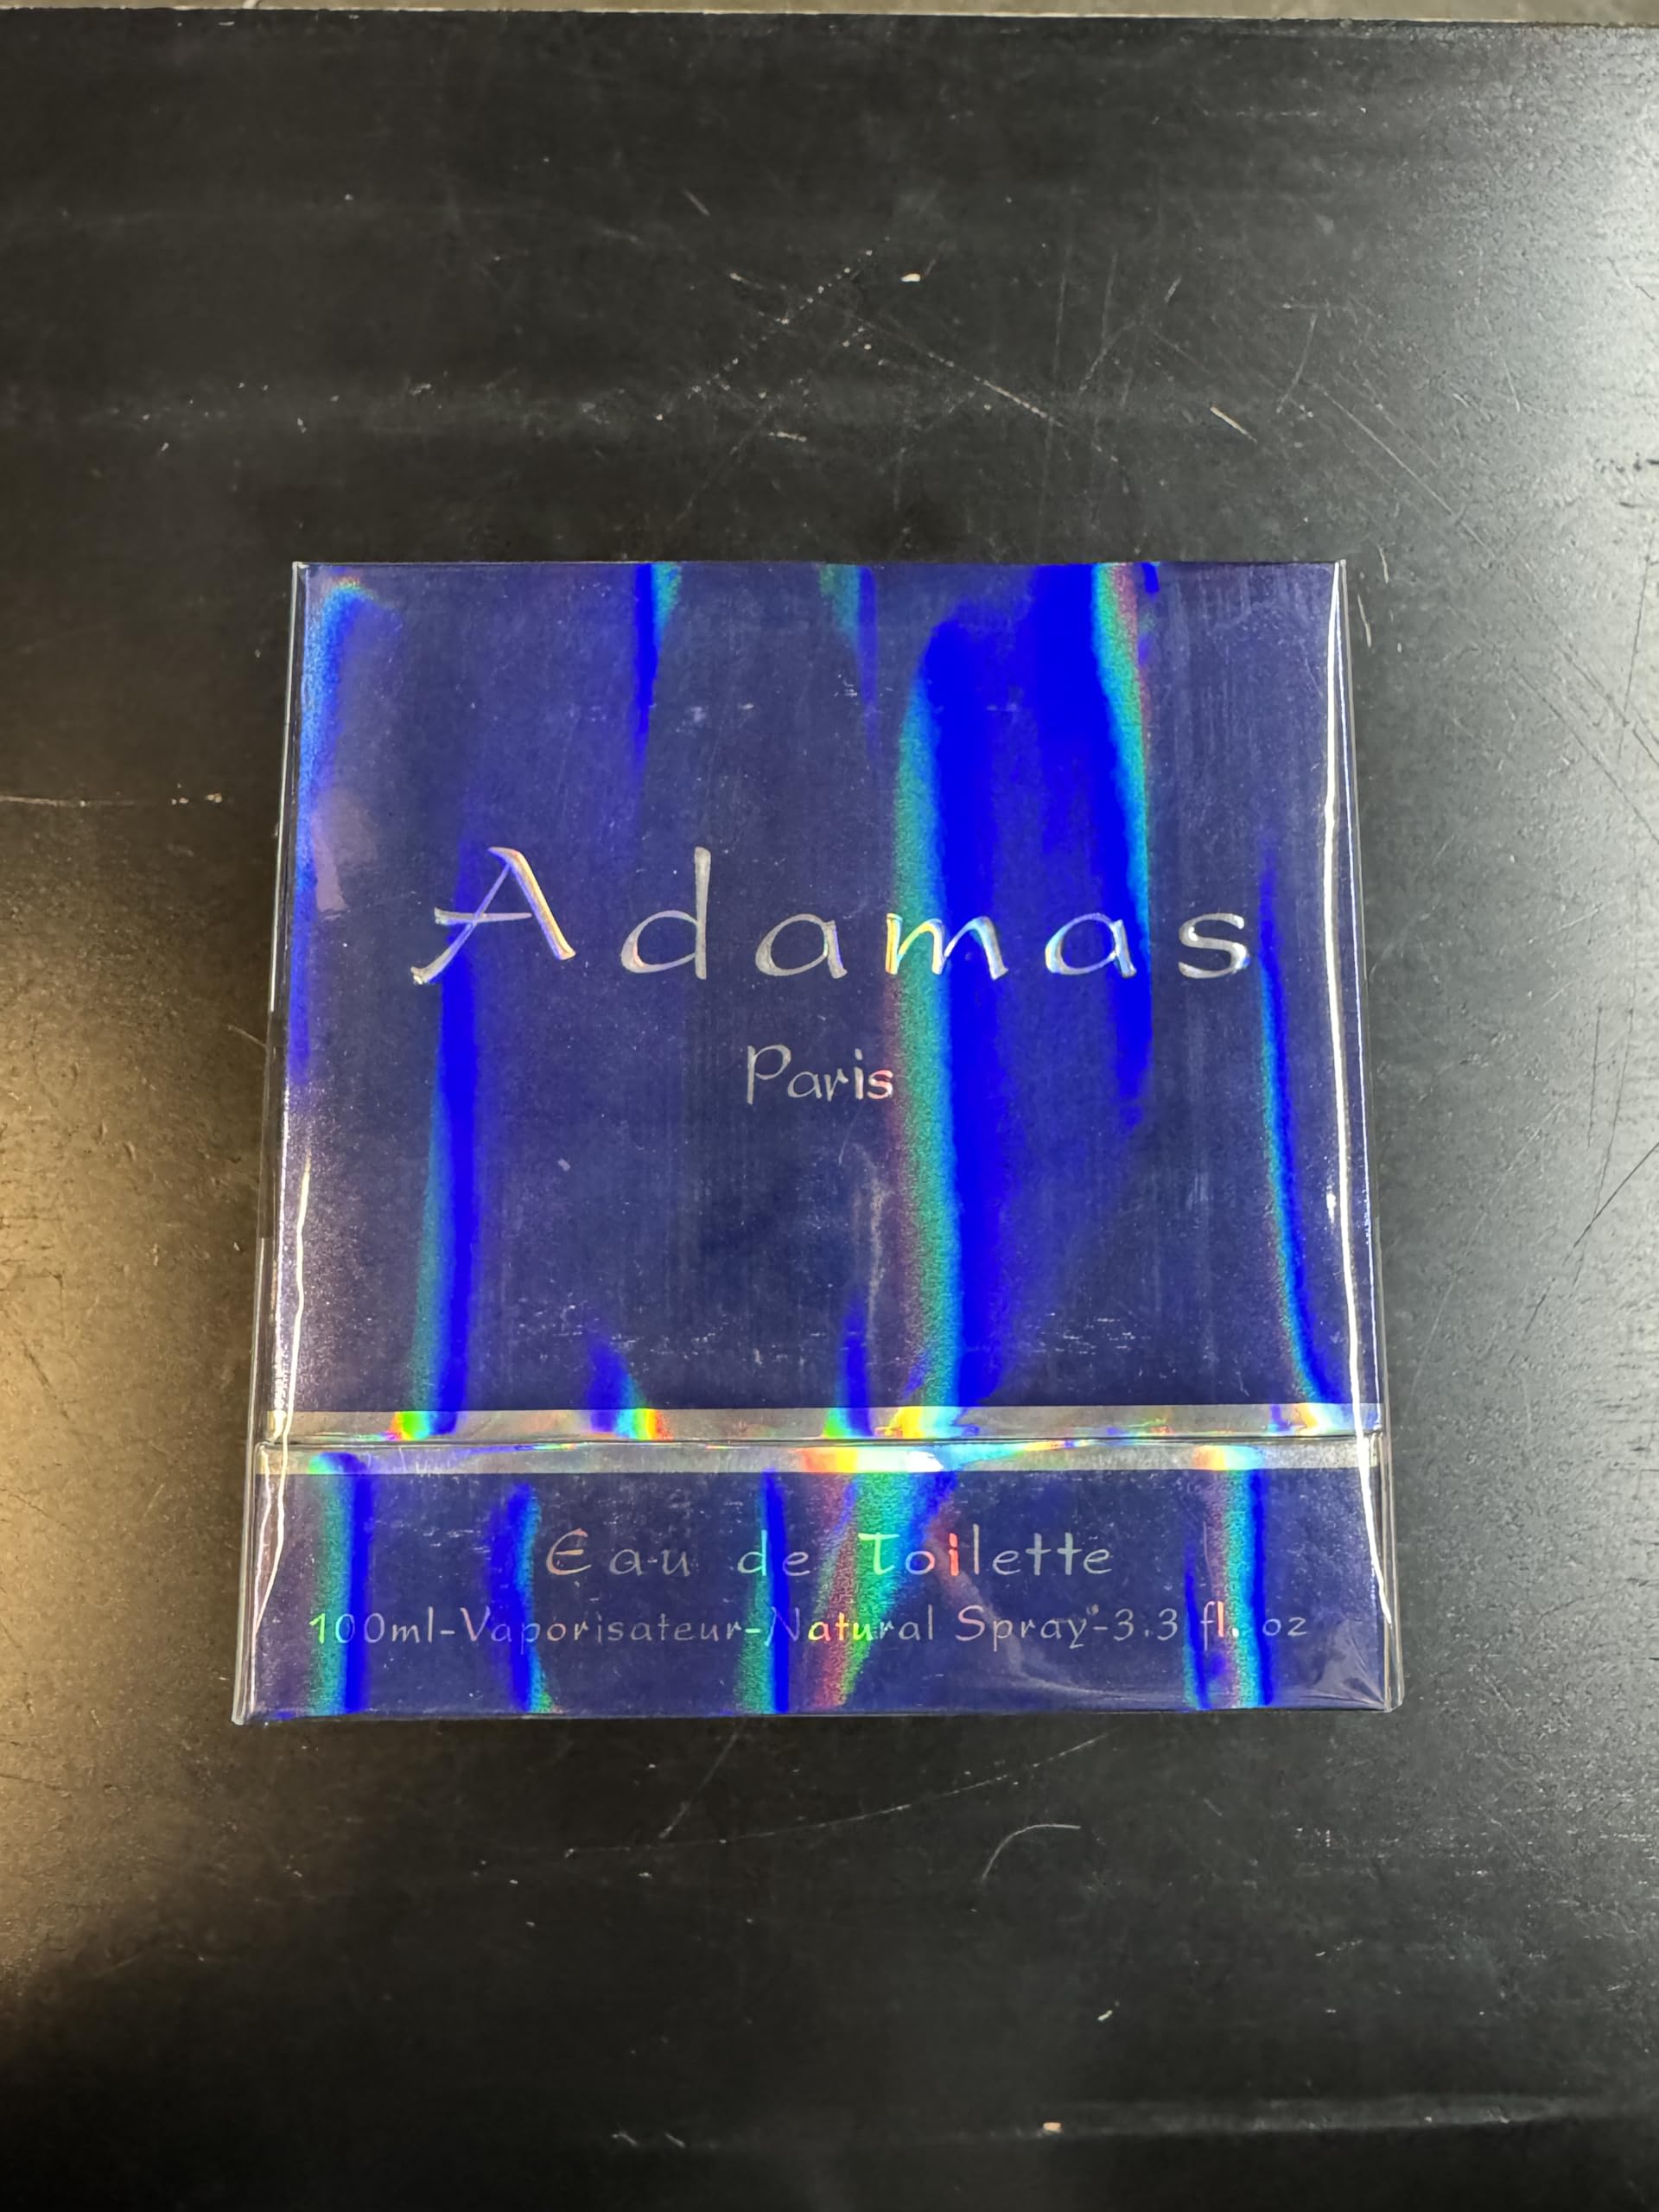 Adamas
Paris
Eau de Toilette
100ml-Vaporisateur-Natural Spray-3.3 fl. oz